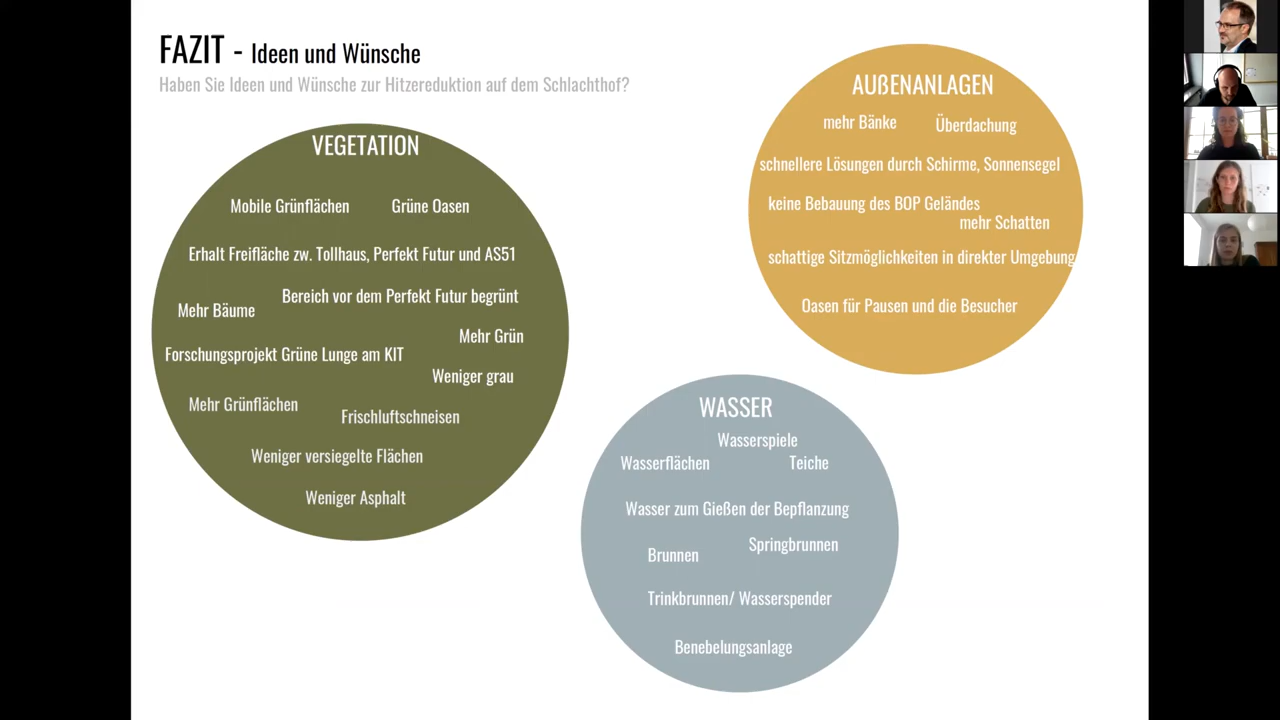 FAZIT - Ideen und Wünsche
Haben Sie Ideen und Wünsche zur Hitzereduktion auf dem Schlachthof?
VEGETATION
Mobile Grünflächen
Grüne Oasen
Erhalt Freifläche zw. Tollhaus, Perfekt Futur und AS51
Bereich vor dem Perfekt Futur begrünt
Mehr Bäume
Mehr Grün
Forschungsprojekt Grüne Lunge am KIT
Weniger grau
Mehr Grünflächen
Frischluftschneisen
Weniger versiegelte Flächen
Weniger Asphalt
AUßENANLAGEN
mehr Bänke
Überdachung
schnellere Lösungen durch Schirme, Sonnensegel
keine Bebauung des BOP Geländes
mehr Schatten
schattige Sitzmöglichkeiten in direkter Umgebung
Oasen für Pausen und die Besucher
WASSER
Wasserspiele
Wasserflächen
Teiche
Wasser zum Gießen der Bepflanzung
Springbrunnen
Brunnen
Trinkbrunnen/ Wasserspender
Benebelungsanlage